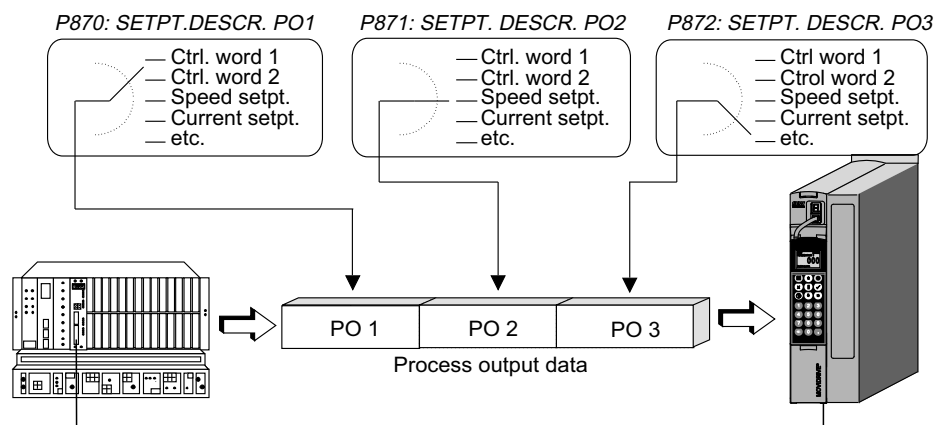 P870: SETPT.DESCR. PO1
Ctrl. word 1
Ctrl. word 2
Speed setpt.
Current setpt.
etc.
P871: SETPT. DESCR. PO2
Ctrl. word 1
Ctrl. word 2
Speed setpt.
Current setpt.
etc.
P872: SETPT. DESCR. PO3
Ctrl word 1
Ctrol word 2
Speed setpt.
Current setpt.
etc.
PO 1
PO 2
PO 3
Process output data
MOVIDRIVE